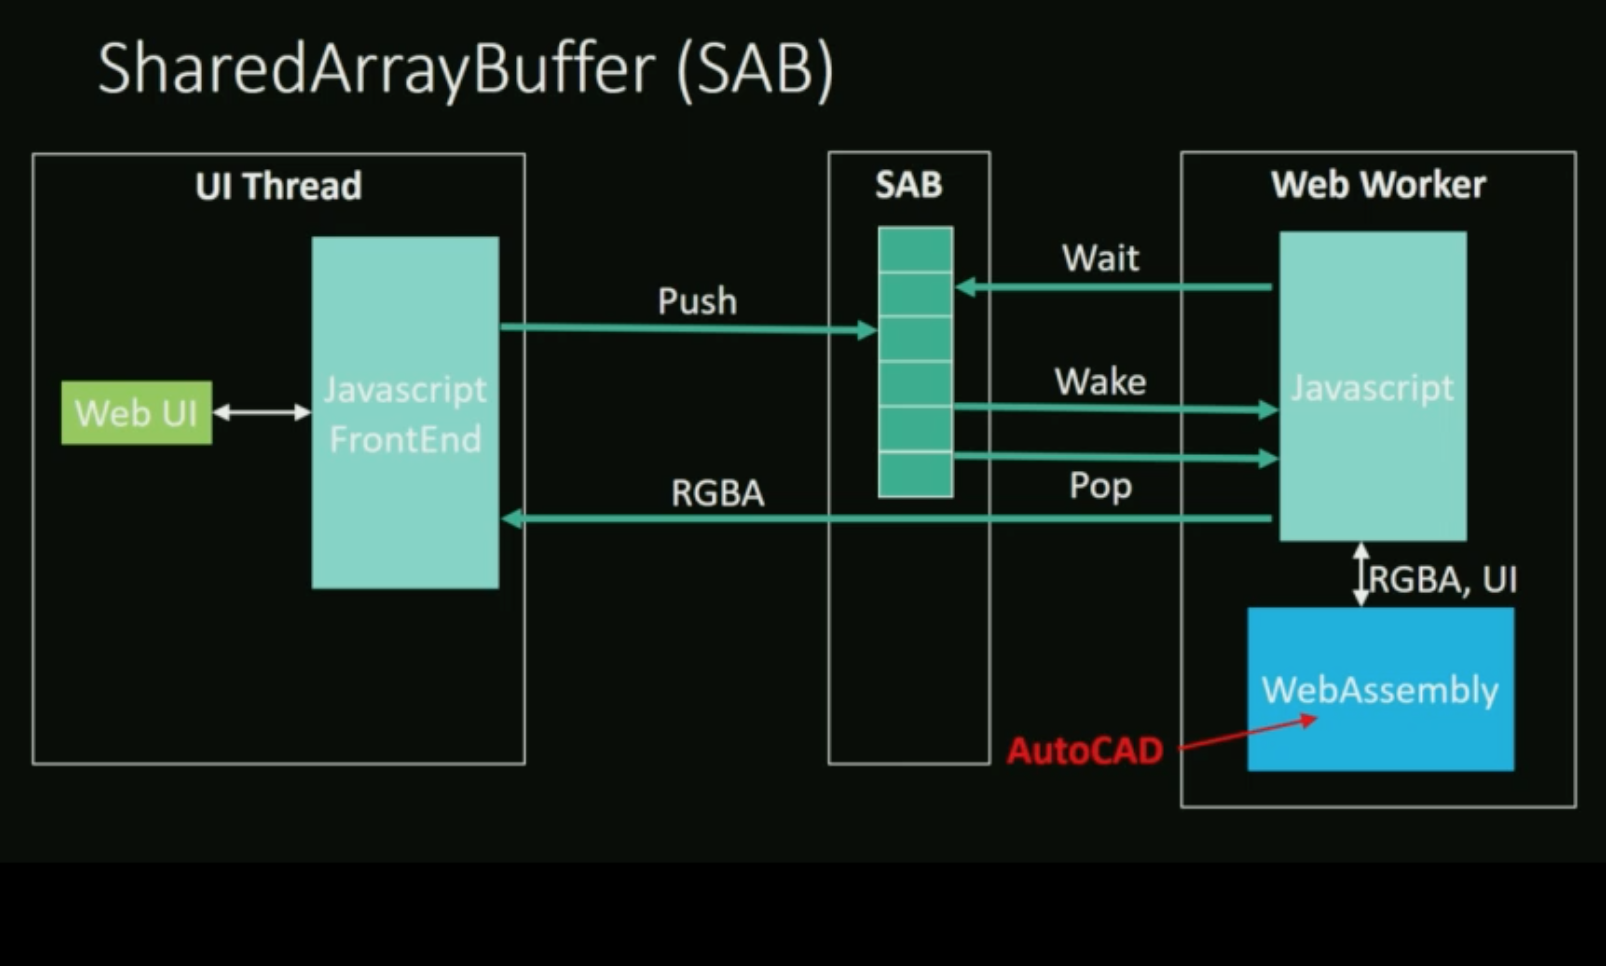 SharedArrayBuffer (SAB)
UI Thread
Web UI
Javascript
FrontEnd
Push
RGBA
SAB
Wait
Wake
Pop
Web Worker
Javascript
RGBA, UI
WebAssembly
AutoCAD